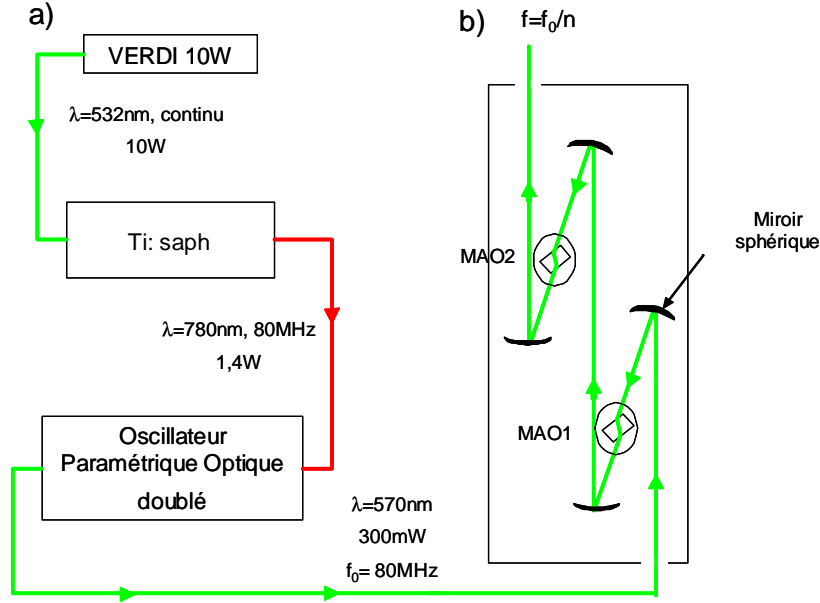 a)
VERDI 10W
λ=532nm, continu
10W
Ti: saph
λ=780nm, 80MHz
1,4W
Oscillateur
Paramétrique Optique
doublé
λ=570nm
300mW
f₀= 80MHz
b)
f=f₀/n
MAO2
Miroir
sphérique
MAO1